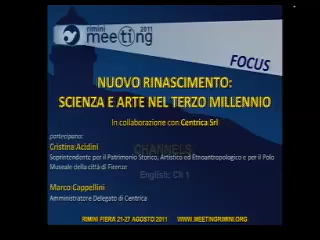 rimini
meeting
2011
FOCUS
NUOVO RINASCIMENTO:
SCIENZA E ARTE NEL TERZO MILLENNIO
In collaborazione con Centrica Srl
partecipano:
Cristina Acidini
Soprintendente per il Patrimonio Storico, Artistico ed Etnoantropologico e per il Polo
Museale della città di Firenze
CHANNELS
English: Ch 1
Marco Cappellini
Amministratore Delegato di Centrica
RIMINI FIERA 21-27 AGOSTO 2011 WWW.MEETINGRIMINI.ORG